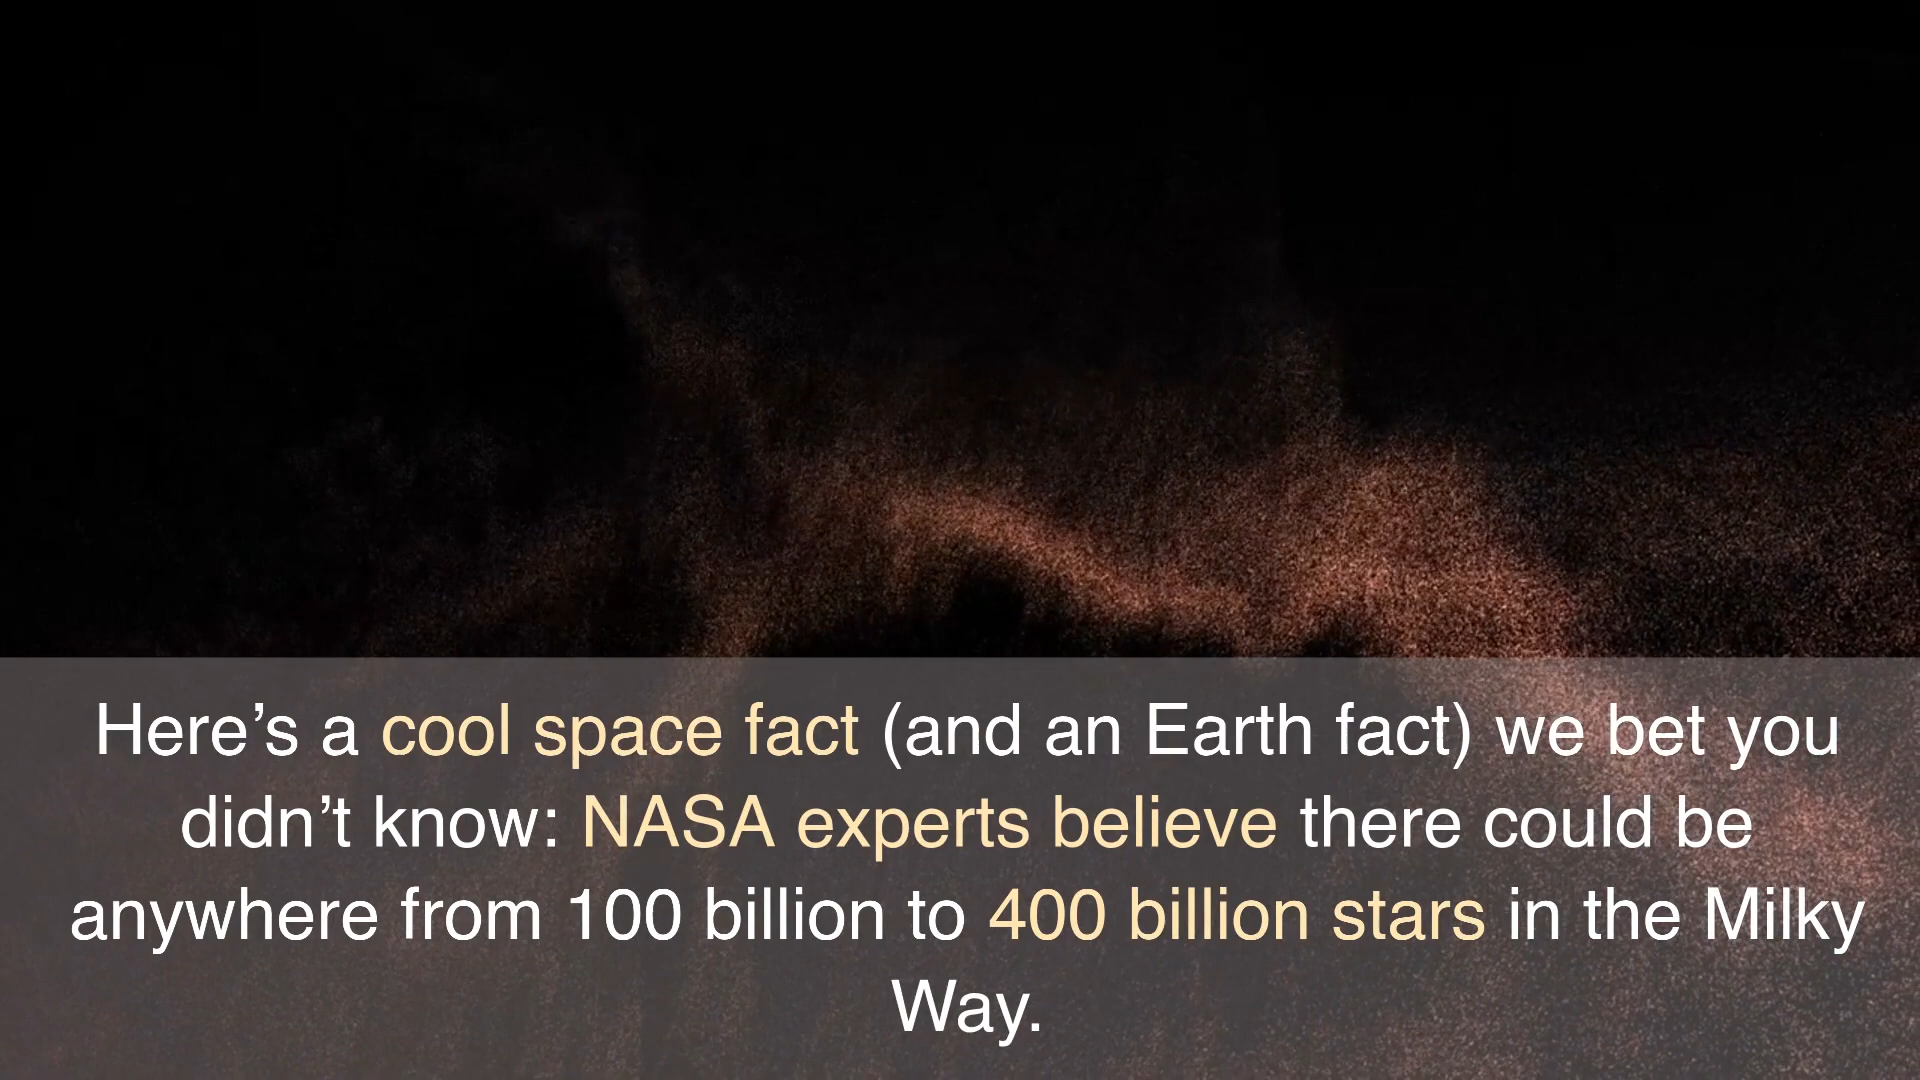 Here’s a cool space fact (and an Earth fact) we bet you
didn’t know: NASA experts believe there could be
anywhere from 100 billion to 400 billion stars in the Milky
Way.